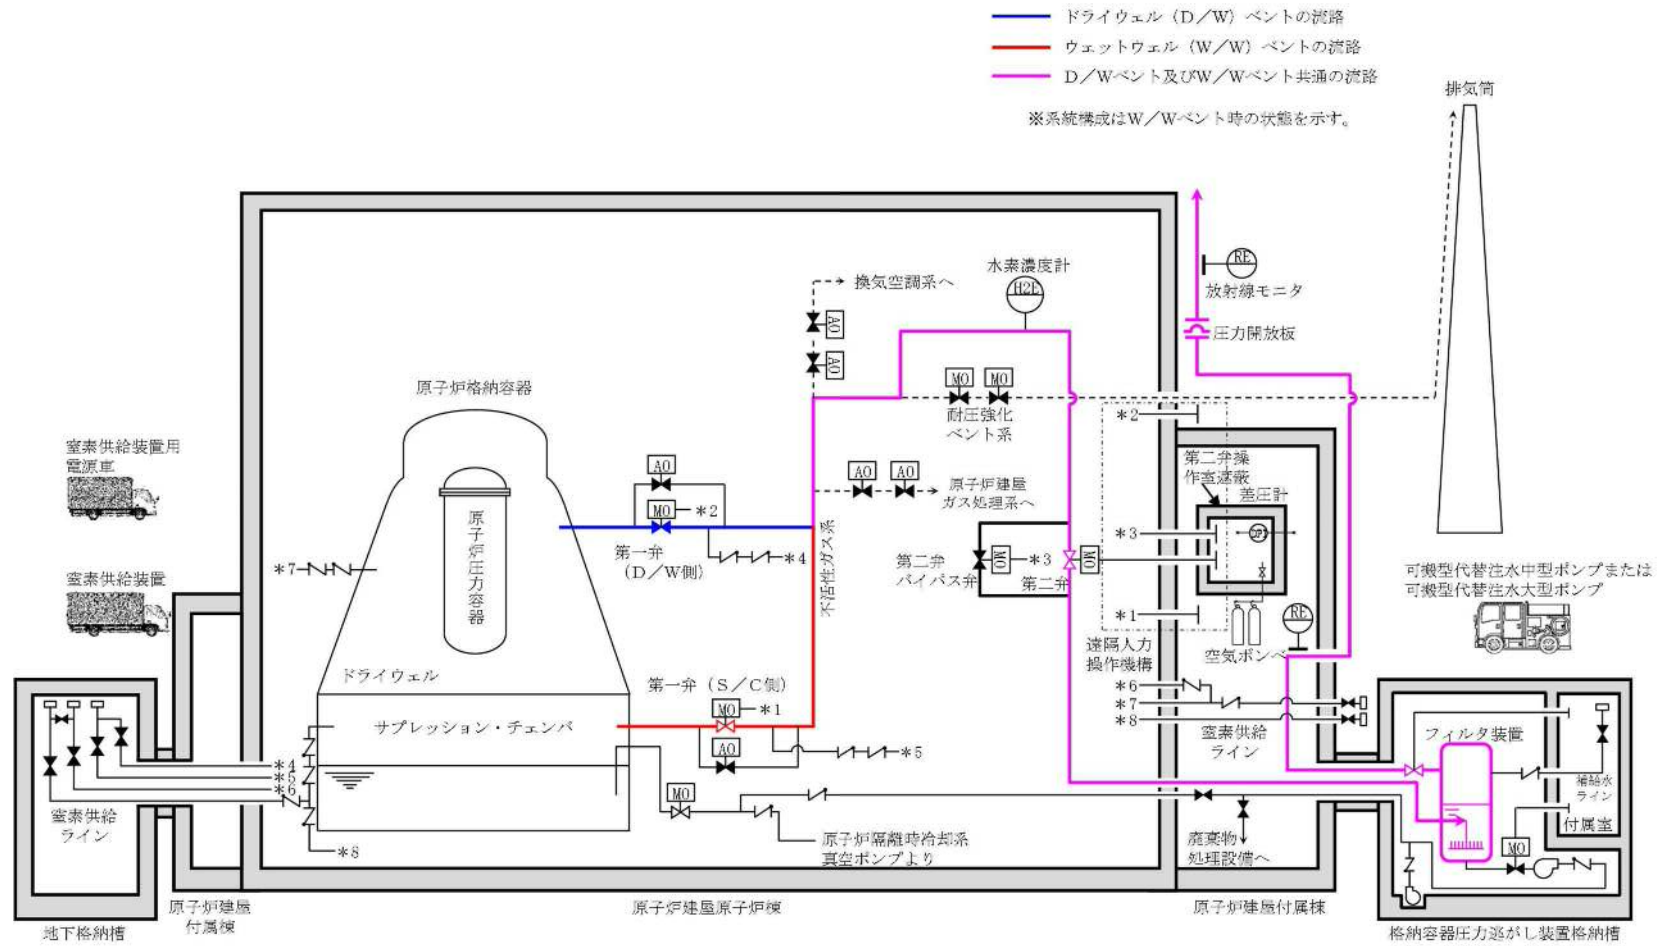 ドライウェル（D／W）ベントの流路
ウェットウェル（W／W）ベントの流路
D／Wベント及びW／Wベント共通の流路
※系統構成はW／Wベント時の状態を示す。
排気筒
水素濃度計
H2E
換気空調系へ
AO
AO
RE
放射線モニタ
圧力開放板
原子炉格納容器
MO
MO
耐圧強化
ベント系
＊2
窒素供給装置用
電源車
AO
MO
＊2
AO
AO
原子炉建屋
ガス処理系へ
第二弁操
作室遮蔽
差圧計
DPI
原子炉圧力容器
第一弁
（D／W側）
＊4
不活性ガス系
＊7
第二弁
バイパス弁
MO
＊3
第二弁
MO
＊3
＊1
窒素供給装置
可搬型代替注水中型ポンプまたは
可搬型代替注水大型ポンプ
RE
空気ボンベ
遠隔人力
操作機構
ドライウェル
第一弁（S／C側）
MO
＊1
AO
＊5
サプレッション・チェンバ
＊6
＊7
＊8
窒素供給
ライン
フィルタ装置
補給水
ライン
付属室
MO
＊4
＊5
＊6
窒素供給
ライン
＊8
MO
原子炉隔離時冷却系
真空ポンプより
廃棄物
処理設備へ
地下格納槽
原子炉建屋
付属棟
原子炉建屋原子炉棟
原子炉建屋付属棟
格納容器圧力逃がし装置格納槽